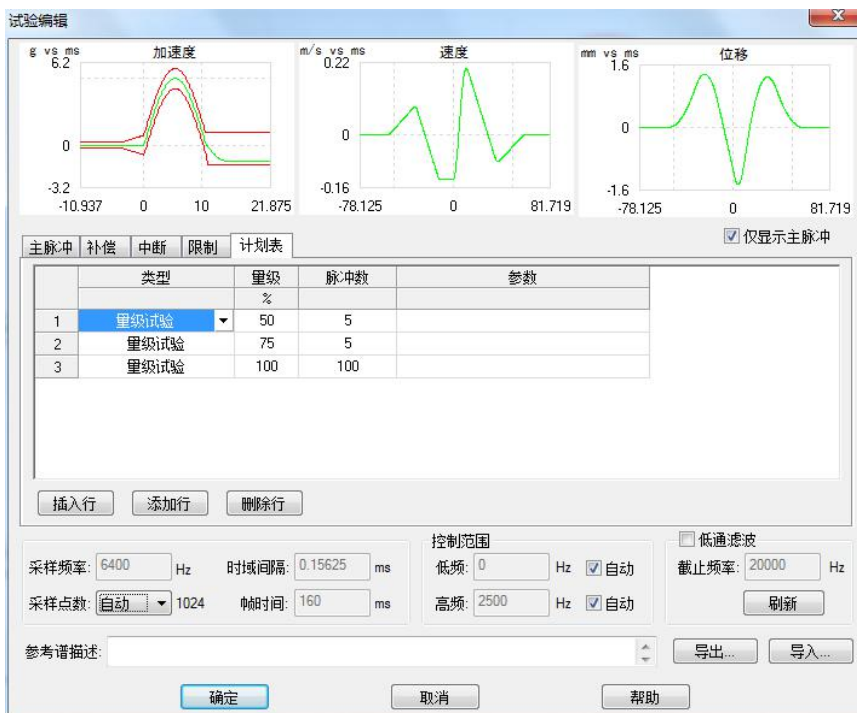 试验编辑
g vs ms 加速度
6.2
0
-3.2
-10.937 0 10 21.875
m/s vs ms 速度
0.22
0
-0.16
-78.125 0 81.719
mm vs ms 位移
1.6
0
-1.6
-78.125 0 81.719
仅显示主脉冲
主脉冲 补偿 中断 限制 计划表
类型 量级 脉冲数 参数
%
1 量级试验 50 5
2 量级试验 75 5
3 量级试验 100 100
插入行 添加行 删除行
采样频率: 6400 Hz 时域间隔: 0.15625 ms
采样点数: 自动 1024 帧时间: 160 ms
控制范围
低频: 0 Hz 自动
高频: 2500 Hz 自动
低通滤波
截止频率: 20000 Hz
刷新
参考谱描述: 导出... 导入...
确定 取消 帮助